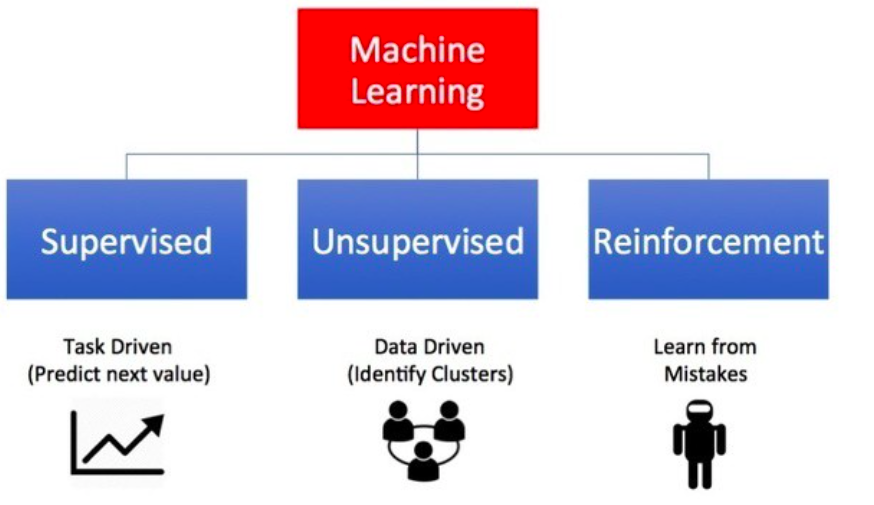 Machine
Learning
Supervised
Unsupervised
Reinforcement
Task Driven
(Predict next value)
Data Driven
(Identify Clusters)
Learn from
Mistakes